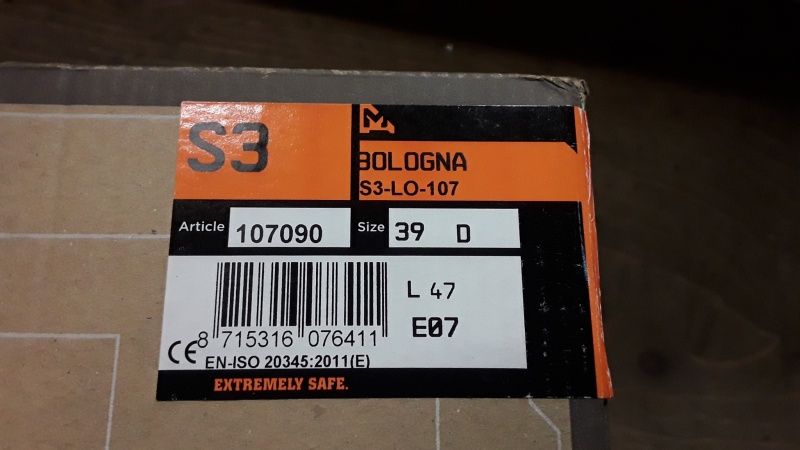 S3
BOLOGNA
S3-LO-107
Article 107090 Size 39 D
L 47
E07
8 715316 076411
CE EN-ISO 20345:2011(E)
EXTREMELY SAFE.